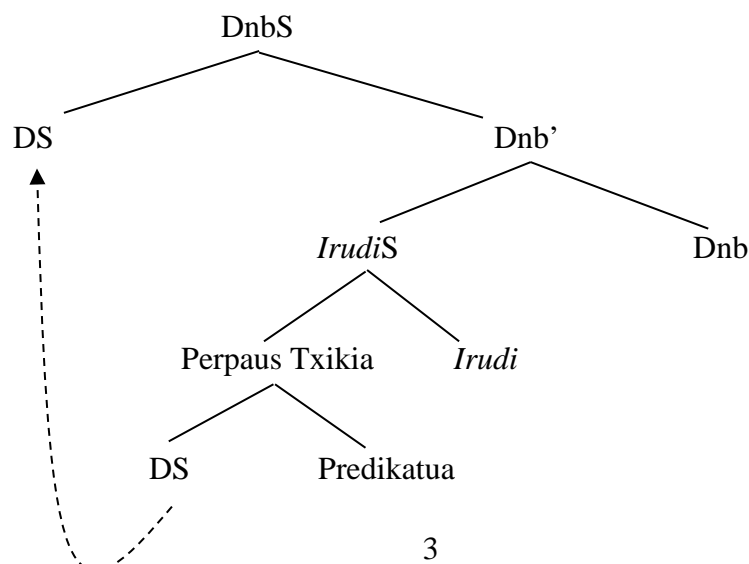 DnbS
DS Dnb’
IrudiS Dnb
Perpaus Txikia Irudi
DS Predikatua
3